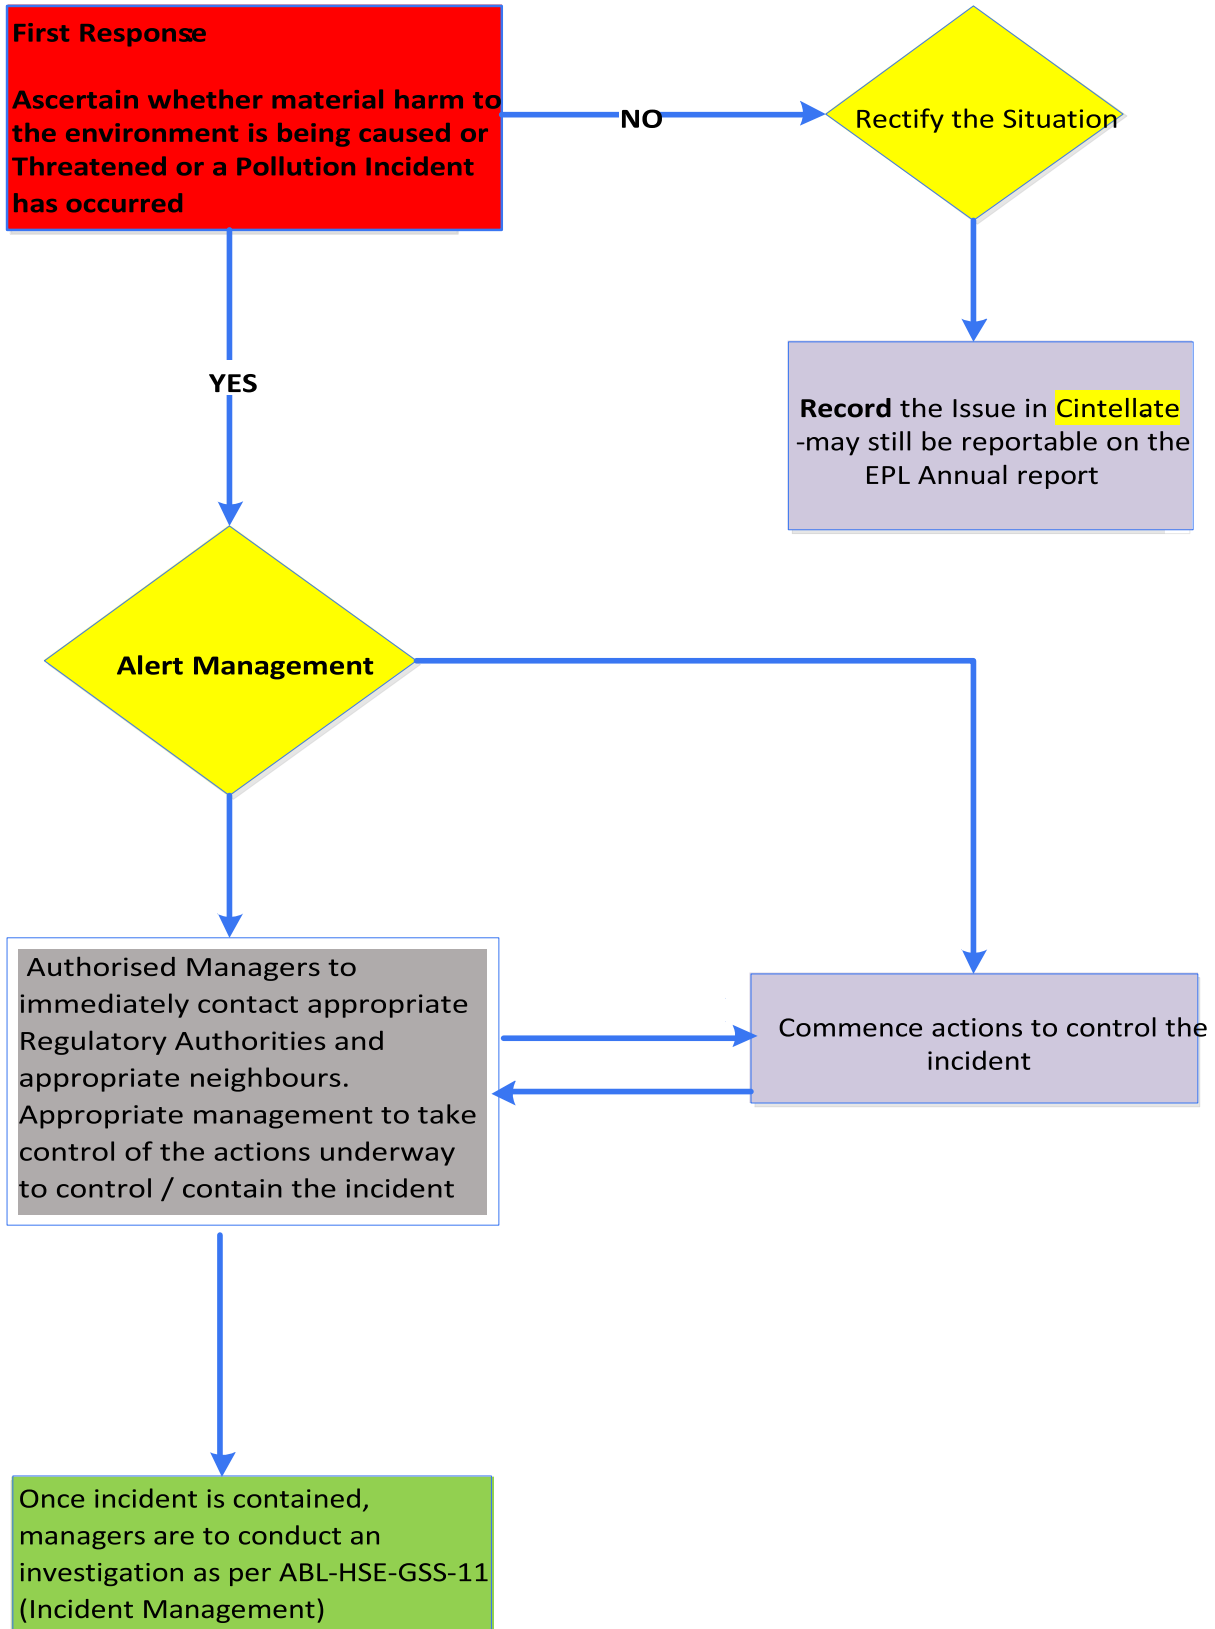 First Response:
Ascertain whether material harm to
the environment is being caused or
Threatened or a Pollution Incident
has occurred
NO
Rectify the Situation
YES
Record the Issue in Cintellate.
-may still be reportable on the
EPL Annual report.
Alert Management
Authorised Managers to
immediately contact appropriate
Regulatory Authorities and
appropriate neighbours.
Appropriate management to take
control of the actions underway
to control / contain the incident
Commence actions to control the
incident
Once incident is contained,
managers are to conduct an
investigation as per ABL-HSE-GSS-11
(Incident Management)